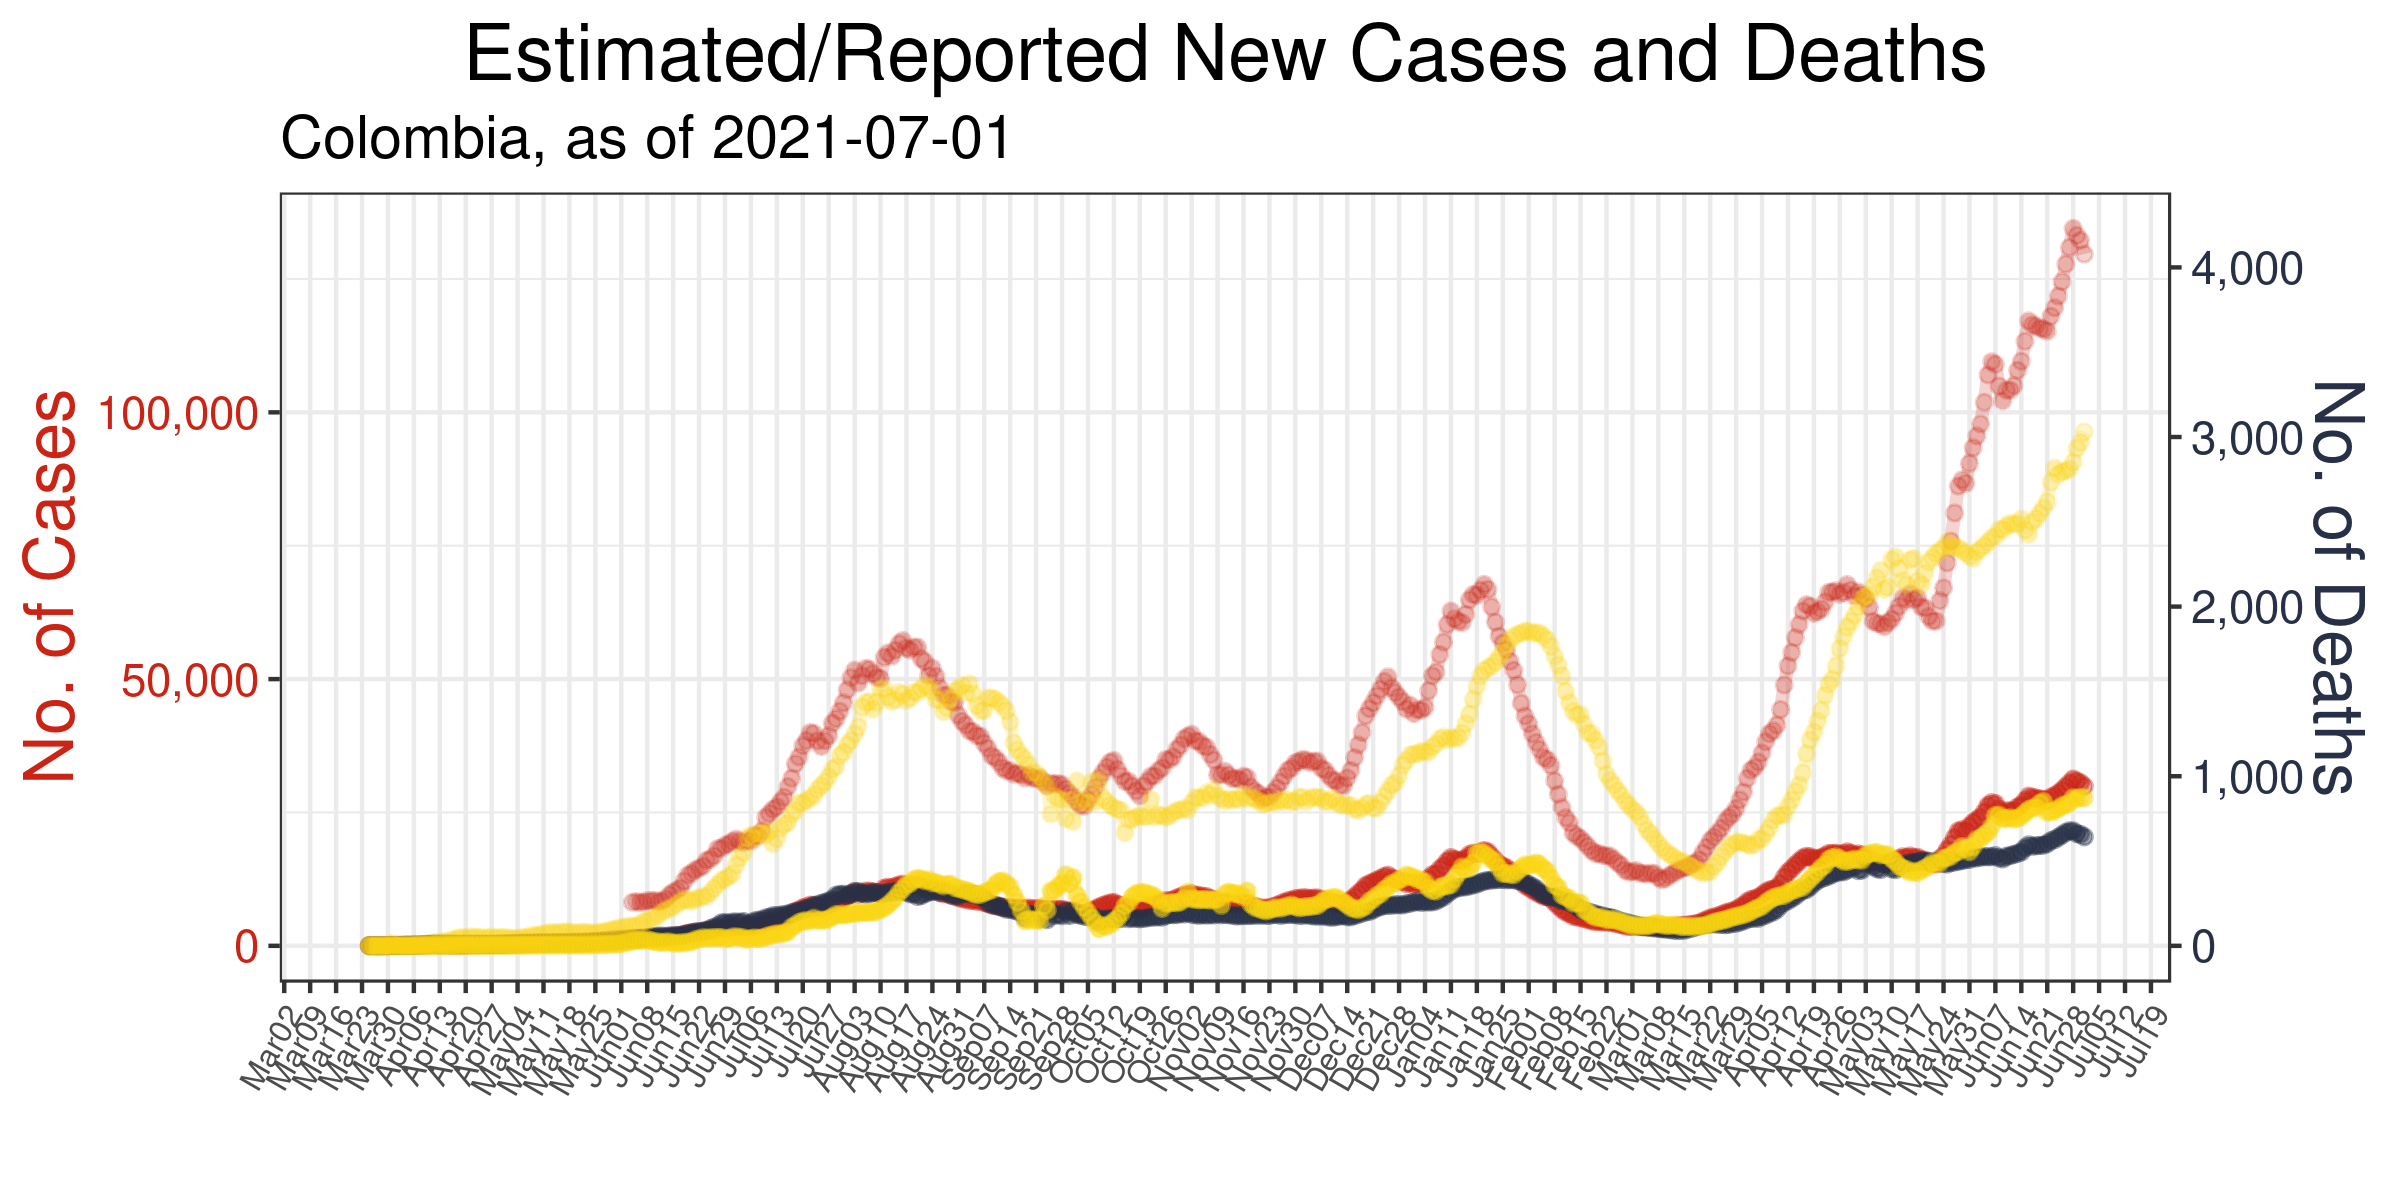 Estimated/Reported New Cases and Deaths
Colombia, as of 2021-07-01
No. of Cases
100,000
50,000
0
4,000
3,000
2,000
1,000
0
No. of Deaths
Mar02
Mar09
Mar16
Mar23
Mar30
Apr06
Apr13
Apr20
Apr27
May04
May11
May18
May25
Jun01
Jun08
Jun15
Jun22
Jun29
Jul06
Jul13
Jul20
Jul27
Aug03
Aug10
Aug17
Aug24
Aug31
Sep07
Sep14
Sep21
Sep28
Oct05
Oct12
Oct19
Oct26
Nov02
Nov09
Nov16
Nov23
Nov30
Dec07
Dec14
Dec21
Dec28
Jan04
Jan11
Jan18
Jan25
Feb01
Feb08
Feb15
Feb22
Mar01
Mar08
Mar15
Mar22
Mar29
Apr05
Apr12
Apr19
Apr26
May03
May10
May17
May24
May31
Jun07
Jun14
Jun21
Jun28
Jul05
Jul12
Jul19